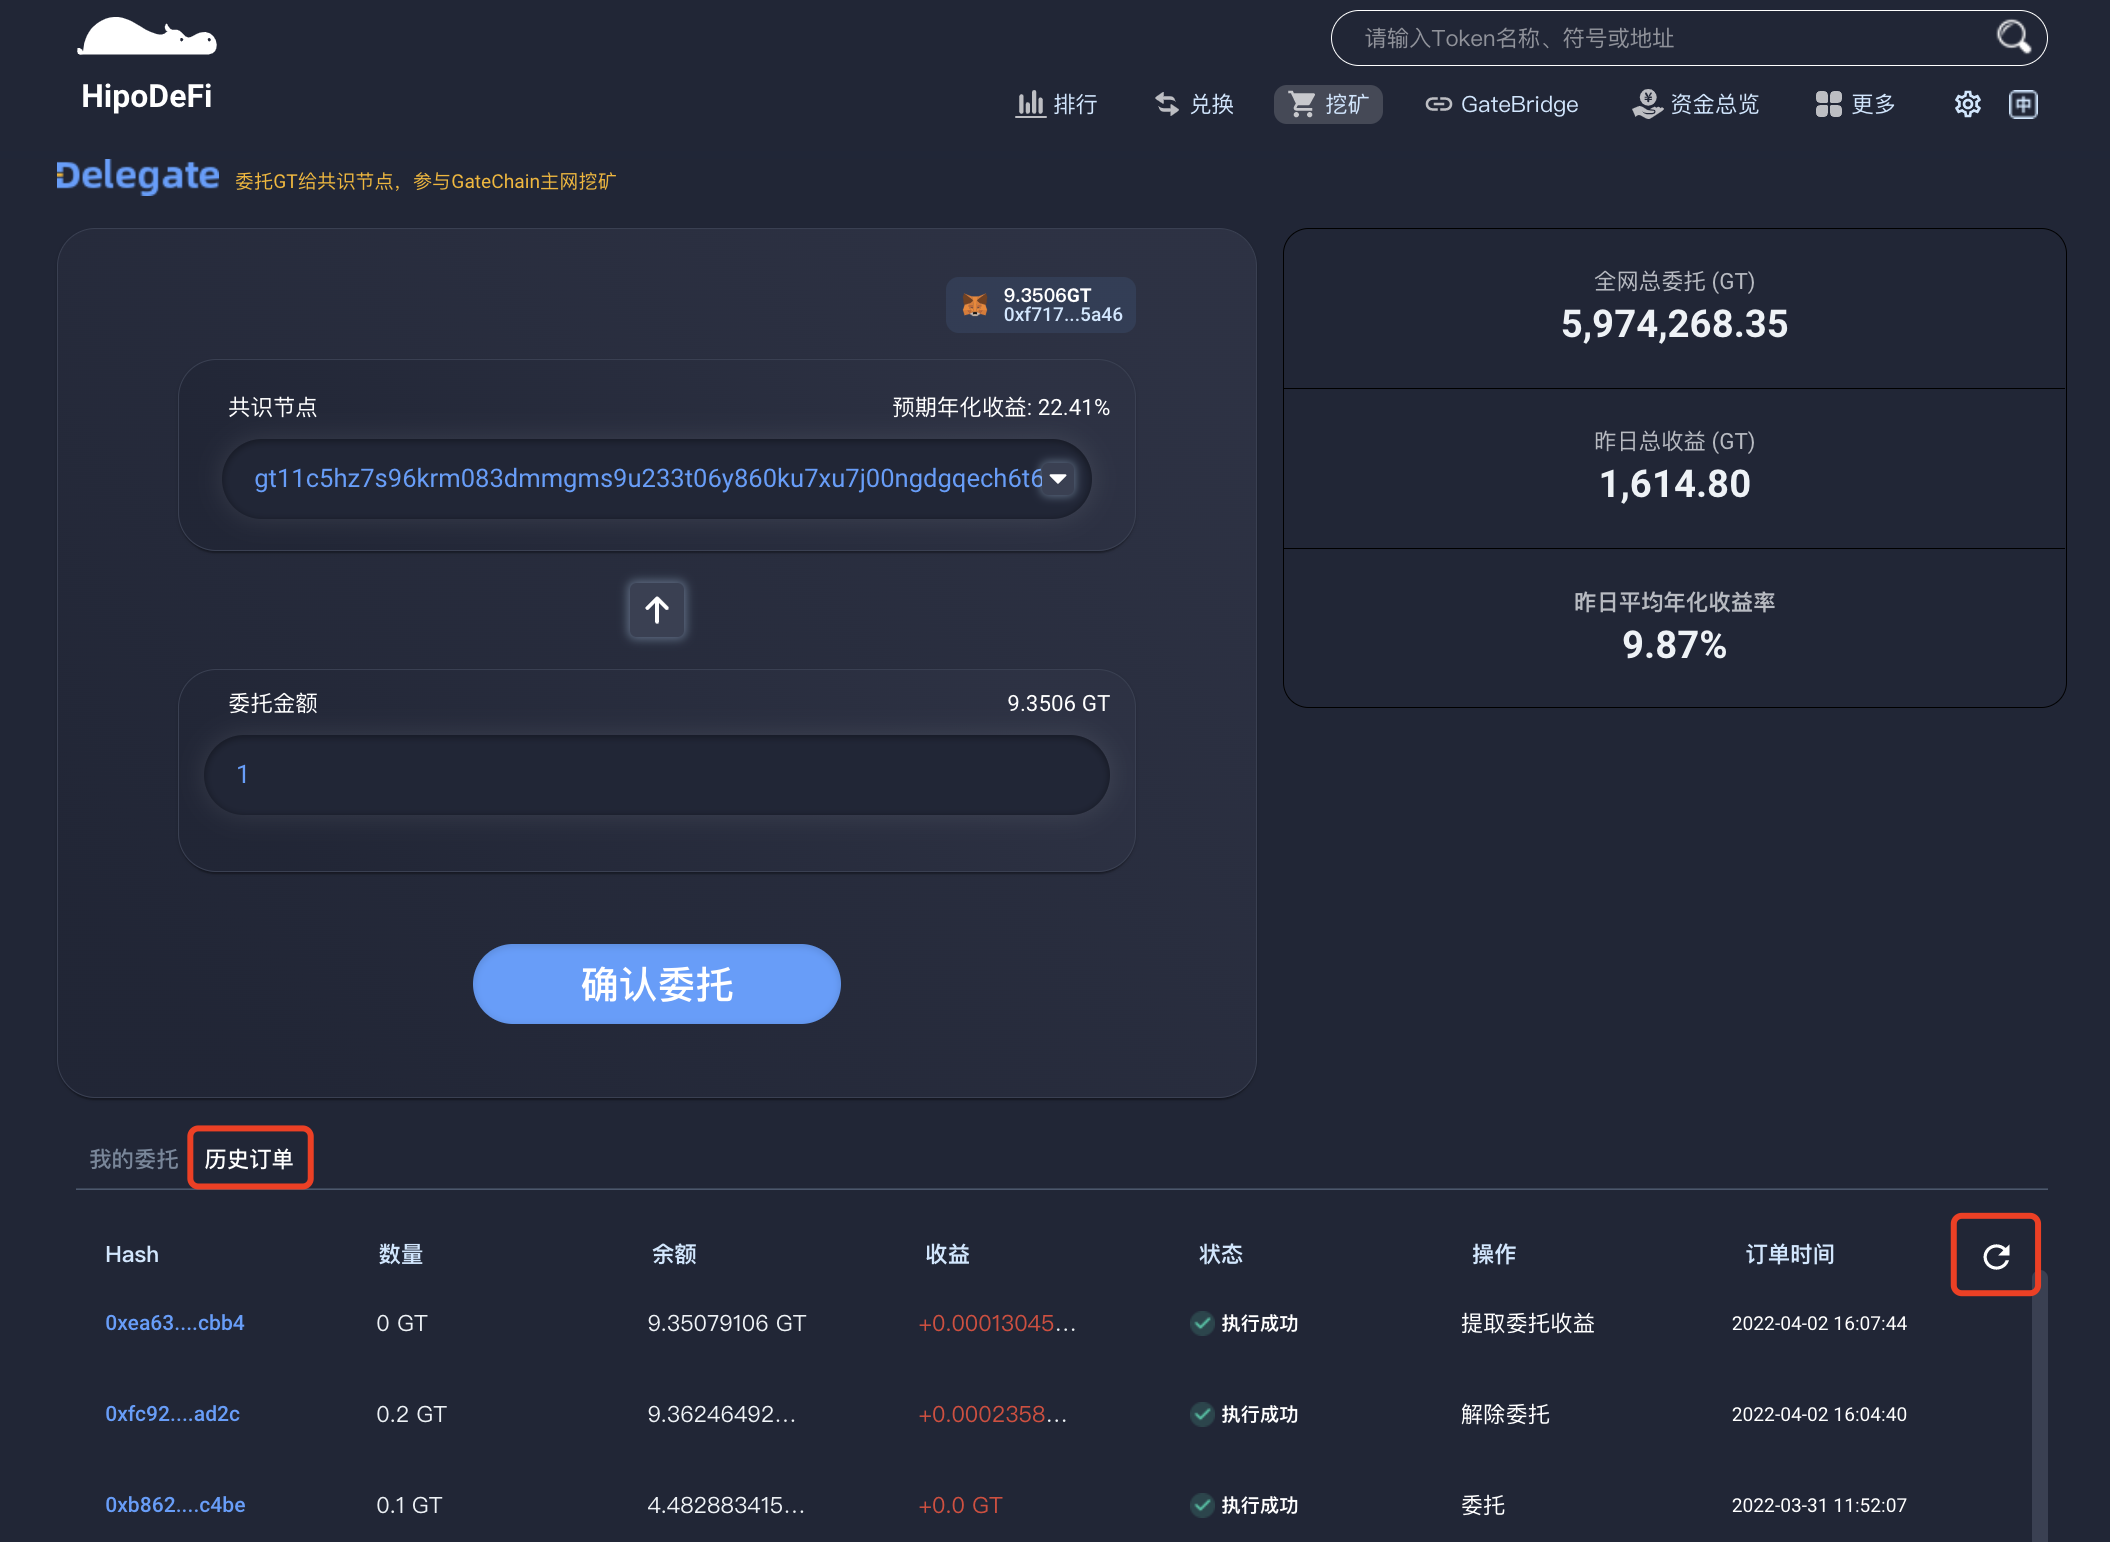 HipoDeFi
请输入Token名称、符号或地址
排行
兑换
挖矿
GateBridge
资金总览
更多
中
Delegate 委托GT给共识节点，参与GateChain主网挖矿
9.3506GT
0xf717...5a46
共识节点 预期年化收益: 22.41%
gt11c5hz7s96krm083dmmgms9u233t06y860ku7xu7j00ngdgqech6t6
委托金额 9.3506 GT
1
确认委托
全网总委托 (GT)
5,974,268.35
昨日总收益 (GT)
1,614.80
昨日平均年化收益率
9.87%
我的委托 历史订单
Hash 数量 余额 收益 状态 操作 订单时间
0xea63....cbb4 0 GT 9.35079106 GT +0.00013045... 执行成功 提取委托收益 2022-04-02 16:07:44
0xfc92....ad2c 0.2 GT 9.36246492... +0.0002358... 执行成功 解除委托 2022-04-02 16:04:40
0xb862....c4be 0.1 GT 4.482883415... +0.0 GT 执行成功 委托 2022-03-31 11:52:07